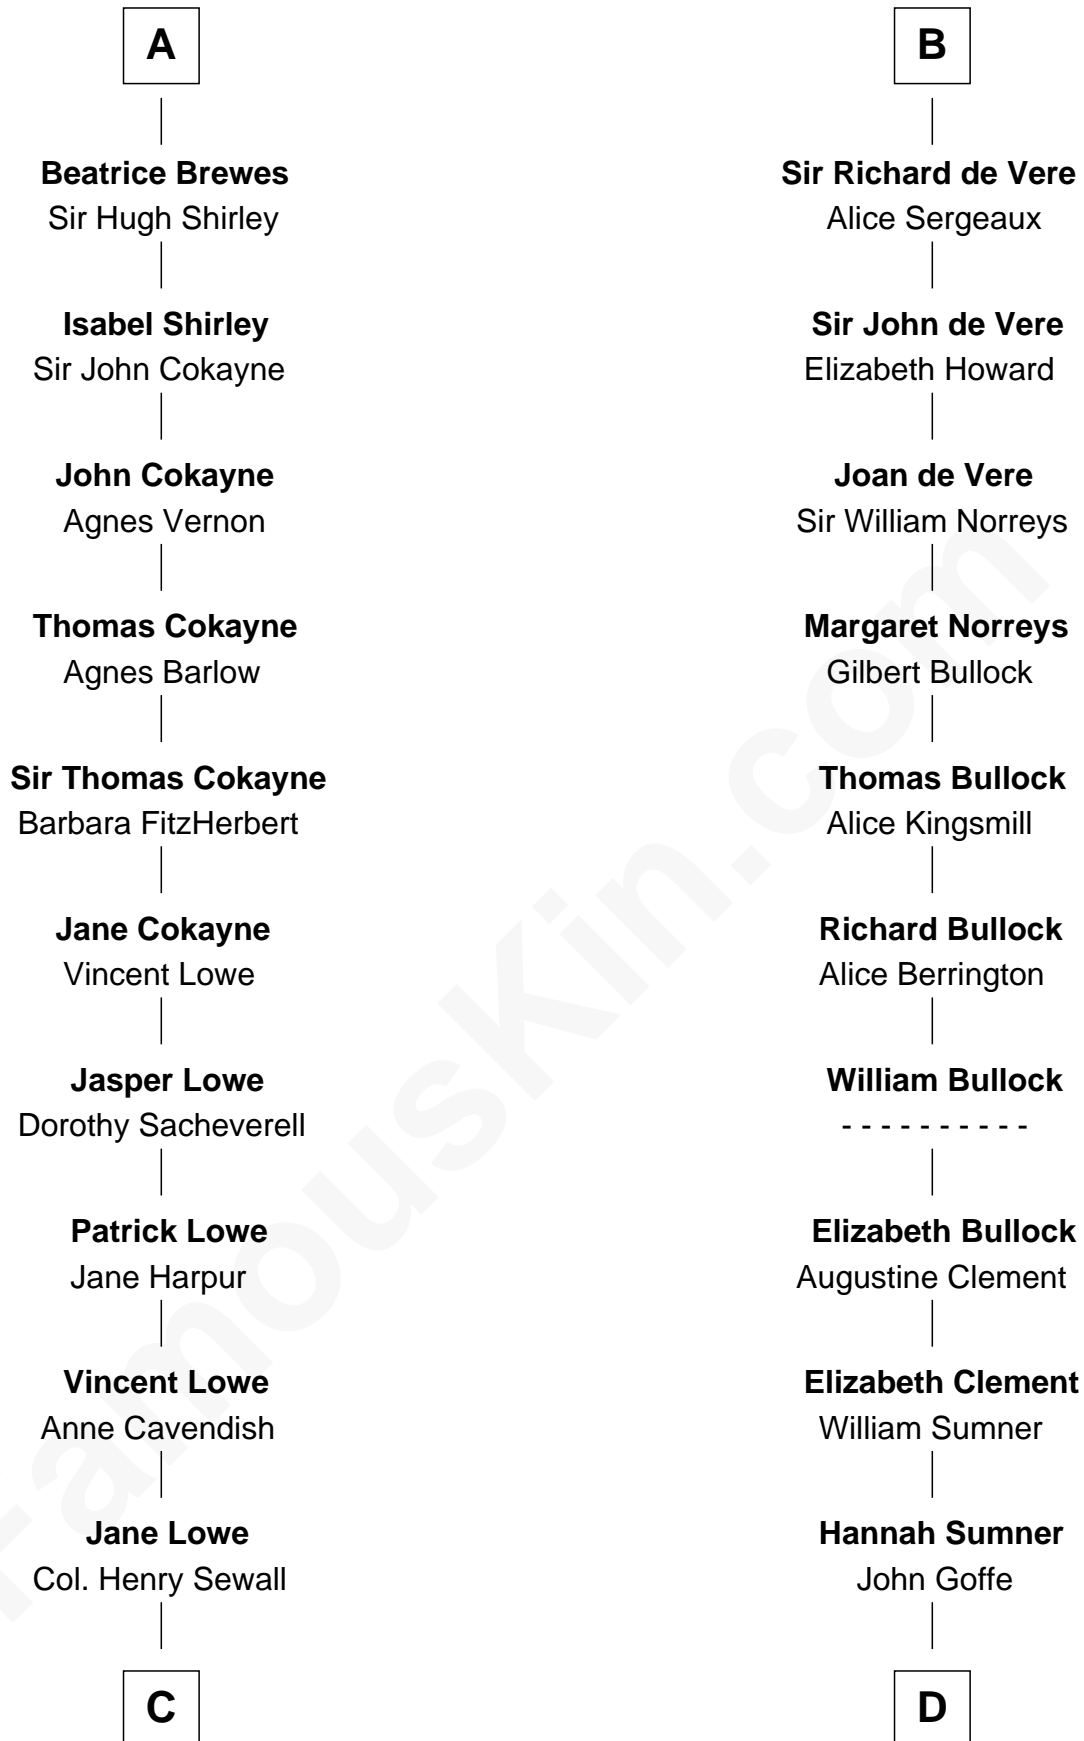 A
Beatrice Brewes
Sir Hugh Shirley
Isabel Shirley
Sir John Cokayne
John Cokayne
Agnes Vernon
Thomas Cokayne
Agnes Barlow
Sir Thomas Cokayne
Barbara FitzHerbert
Jane Cokayne
Vincent Lowe
Jasper Lowe
Dorothy Sacheverell
Patrick Lowe
Jane Harpur
Vincent Lowe
Anne Cavendish
Jane Lowe
Col. Henry Sewall
C
B
Sir Richard de Vere
Alice Sergeaux
Sir John de Vere
Elizabeth Howard
Joan de Vere
Sir William Norreys
Margaret Norreys
Gilbert Bullock
Thomas Bullock
Alice Kingsmill
Richard Bullock
Alice Berrington
William Bullock
- - - - - - - - - -
Elizabeth Bullock
Augustine Clement
Elizabeth Clement
William Sumner
Hannah Sumner
John Goffe
D
FamousKin.com